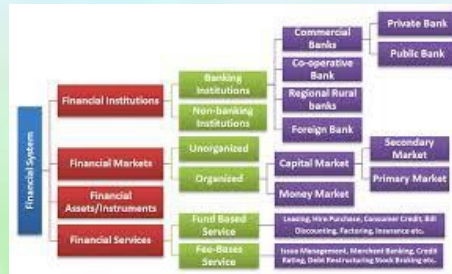 Financial System
Financial Institutions
Banking
Institutions
Commercial
Banks
Private Bank
Public Bank
Co-operative
Bank
Regional Rural
banks
Foreign Bank
Non-banking
Institutions
Financial Markets
Unorganized
Organized
Capital Market
Secondary
Market
Primary Market
Money Market
Financial
Assets/Instruments
Financial Services
Fund Based
Service
Leasing, Hire Purchase, Consumer Credit, Bill
Discounting, Factoring, Insurance etc.
Fee-Bases
Service
Issue Management, Merchant Banking, Credit
Rating, Debt Restructuring Stock Broking etc.